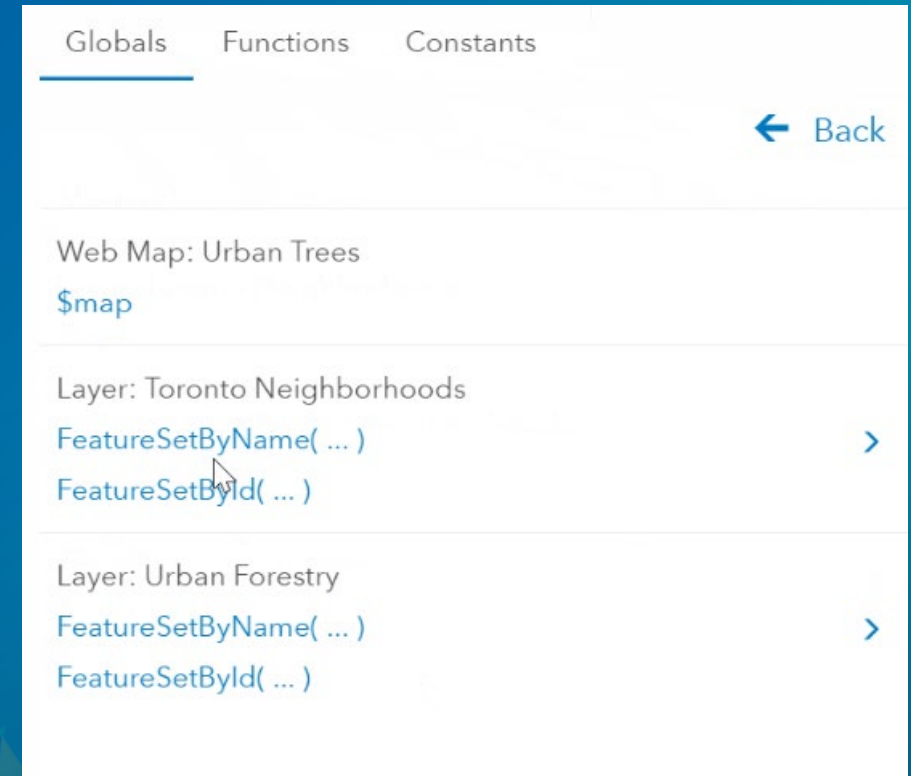 Globals Functions Constants
Back
Web Map: Urban Trees
$map
Layer: Toronto Neighborhoods
FeatureSetByName( ... )
FeatureSetById( ... )
Layer: Urban Forestry
FeatureSetByName( ... )
FeatureSetById( ... )